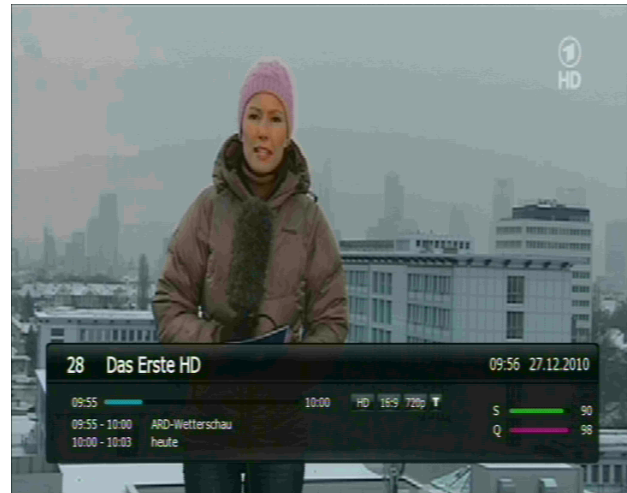 1
HD
28 Das Erste HD 09:56 27.12.2010
09:55 10:00 HD 16:9 720p T
09:55 - 10:00 ARD-Wetterschau
10:00 - 10:03 heute
S 90
Q 98